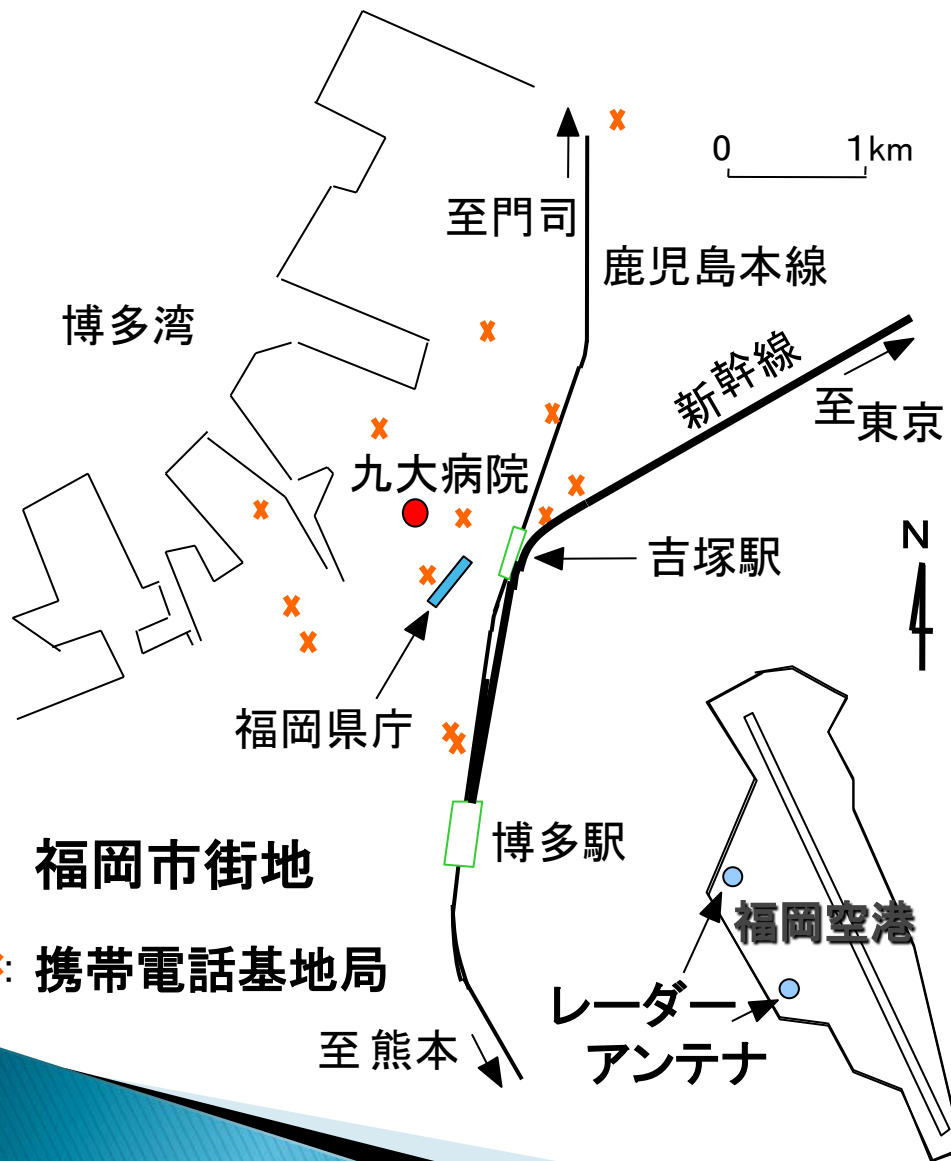 0 1km
至門司
鹿児島本線
博多湾
新幹線
至東京
九大病院
吉塚駅
N
福岡県庁
博多駅
福岡市街地
福岡空港
: 携帯電話基地局
レーダー
アンテナ
至熊本